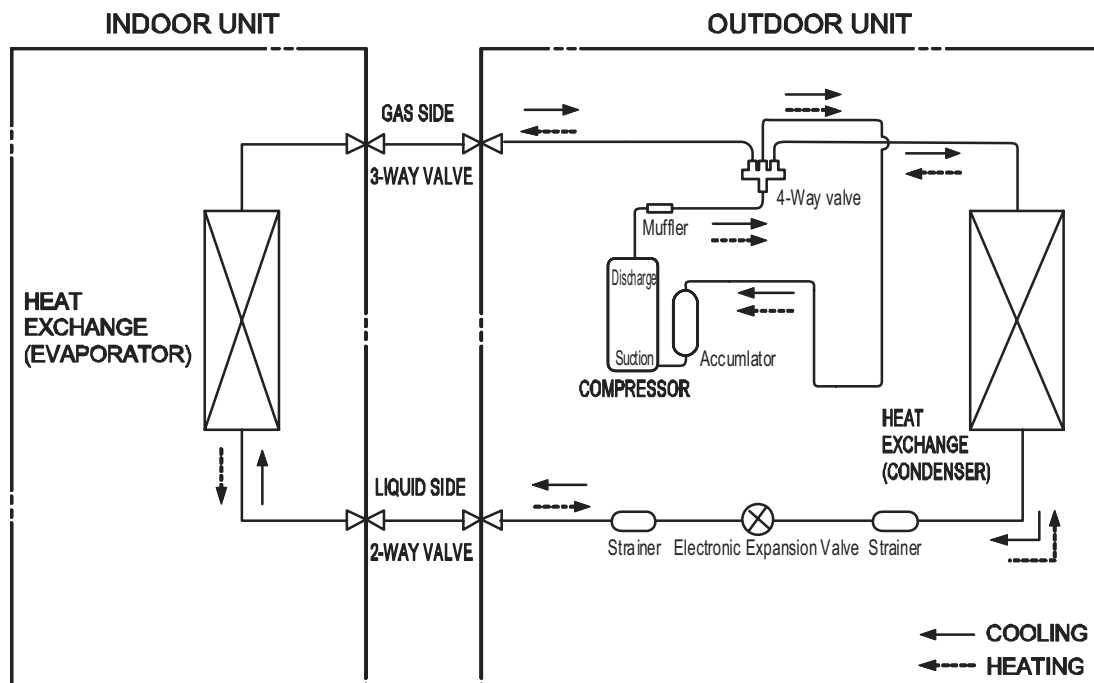 INDOOR UNIT
OUTDOOR UNIT
GAS SIDE
3-WAY VALVE
4-Way valve
Muffler
Discharge
HEAT
EXCHANGE
(EVAPORATOR)
Suction
Accumlator
COMPRESSOR
HEAT
EXCHANGE
(CONDENSER)
LIQUID SIDE
2-WAY VALVE
Strainer
Electronic Expansion Valve
Strainer
COOLING
HEATING